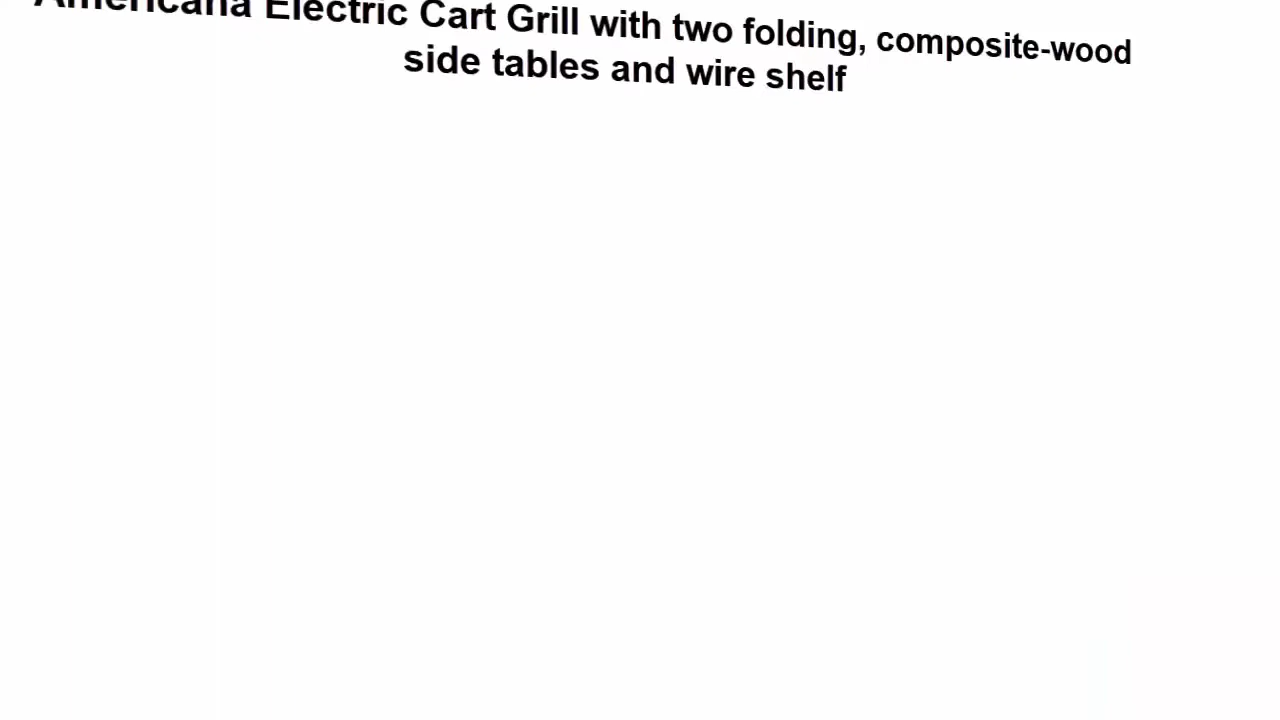 Americana Electric Cart Grill with two folding, composite-wood
side tables and wire shelf